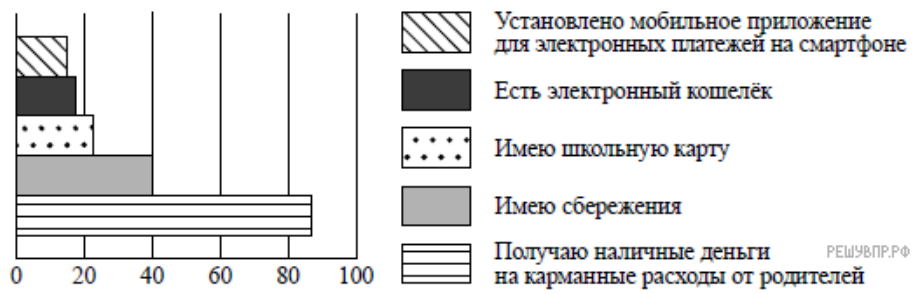 Установлено мобильное приложение
для электронных платежей на смартфоне
Есть электронный кошелёк
Имею школьную карту
Имею сбережения
Получаю наличные деньги
на карманные расходы от родителей
РЕШУВПР.РФ
0 20 40 60 80 100